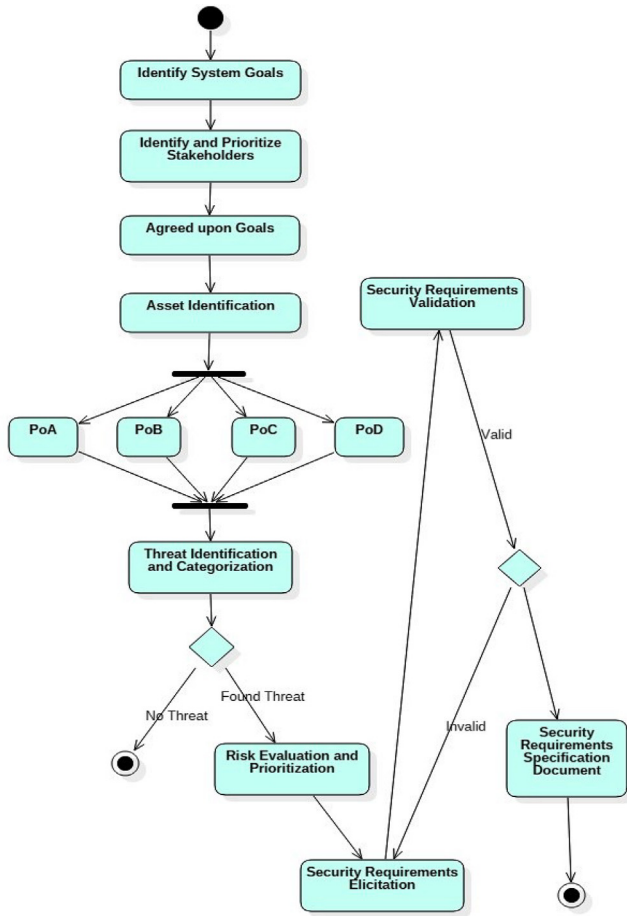 Identify System Goals
Identify and Prioritize
Stakeholders
Agreed upon Goals
Asset Identification
PoA
PoB
PoC
PoD
Threat Identification
and Categorization
No Threat
Found Threat
Risk Evaluation and
Prioritization
Security Requirements
Elicitation
Security Requirements
Validation
Valid
Invalid
Security
Requirements
Specification
Document